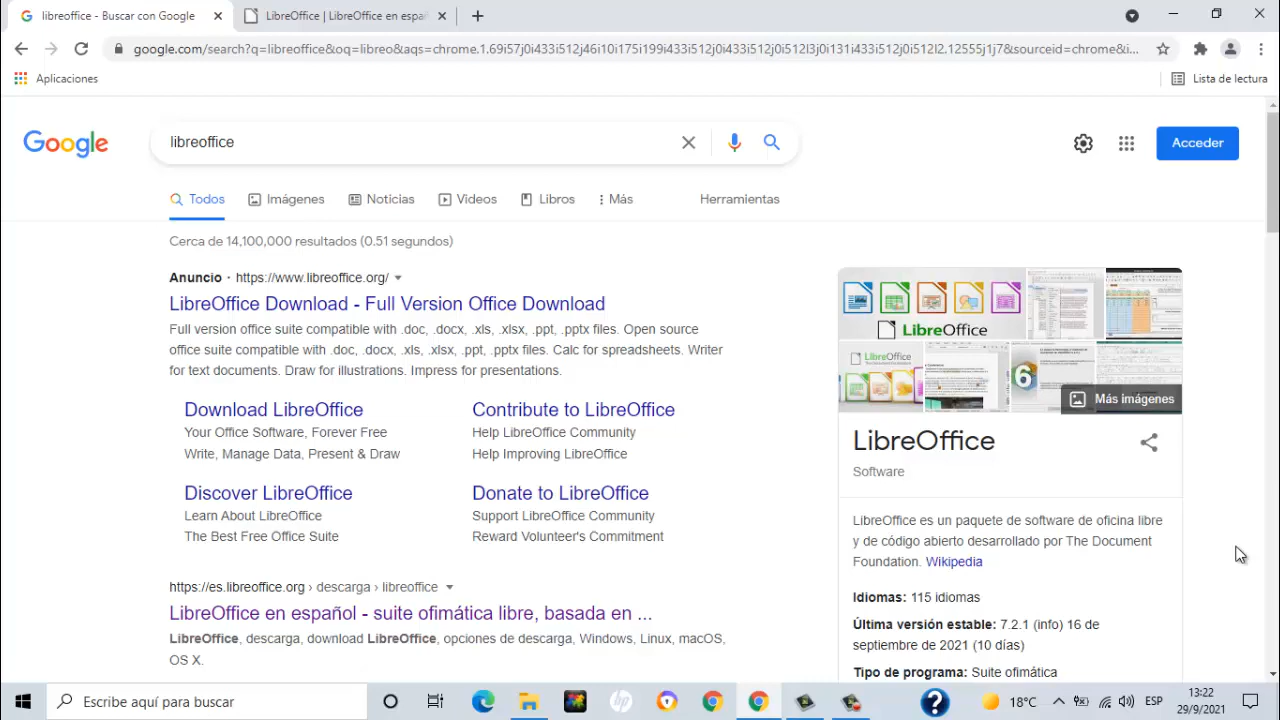 libreoffice - Buscar con Google
LibreOffice | LibreOffice en espa
google.com/search?q=libreoffice&oq=libreo&aqs=chrome.1.69i57j0i433i512j46i10i175i199i433i512j0i433i512j0i512l3j0i131i433i512j0i512l2.12555j1j7&sourceid=chrome&i...
Aplicaciones
Lista de lectura
Google
libreoffice
Acceder
Todos
Imágenes
Noticias
Videos
Libros
Más
Herramientas
Cerca de 14,100,000 resultados (0.51 segundos)
Anuncio · https://www.libreoffice.org/
LibreOffice Download - Full Version Office Download
Full version office suite compatible with .doc, .docx, .xls, .xlsx, .ppt, .pptx files. Open source
office suite compatible with .doc, .docx, .xls, .xlsx, .ppt, .pptx files. Calc for spreadsheets. Writer
for text documents. Draw for illustrations. Impress for presentations.
Download LibreOffice
Your Office Software, Forever Free
Write, Manage Data, Present & Draw
Contribute to LibreOffice
Help LibreOffice Community
Help Improving LibreOffice
Discover LibreOffice
Learn About LibreOffice
The Best Free Office Suite
Donate to LibreOffice
Support LibreOffice Community
Reward Volunteer's Commitment
https://es.libreoffice.org › descarga › libreoffice
LibreOffice en español - suite ofimática libre, basada en ...
LibreOffice, descarga, download LibreOffice, opciones de descarga, Windows, Linux, macOS,
OS X.
LibreOffice
LibreOffice
Más imágenes
LibreOffice
Software
LibreOffice es un paquete de software de oficina libre
y de código abierto desarrollado por The Document
Foundation. Wikipedia
Idiomas: 115 idiomas
Última versión estable: 7.2.1 (info) 16 de
septiembre de 2021 (10 días)
Tipo de programa: Suite ofimática
Escribe aquí para buscar
hp
18°C
ESP
13:22
29/9/2021